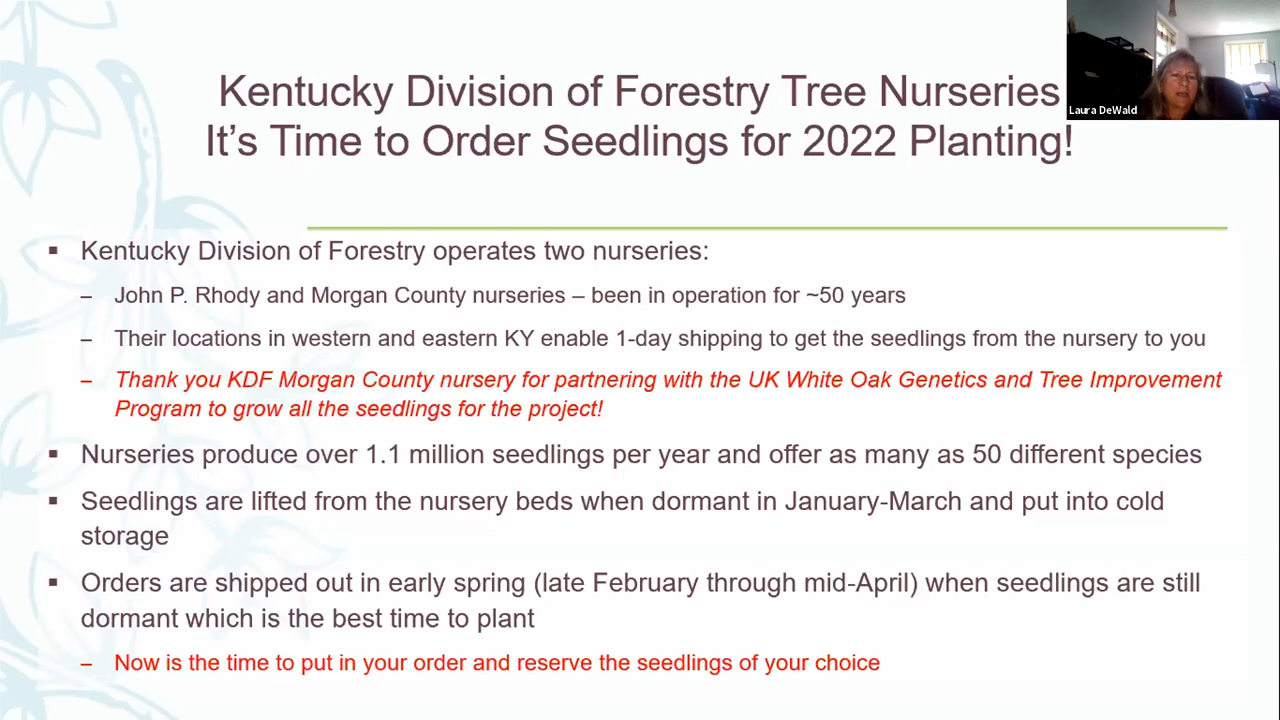 Kentucky Division of Forestry Tree Nurseries
It's Time to Order Seedlings for 2022 Planting!
Laura DeWald
▪ Kentucky Division of Forestry operates two nurseries:
– John P. Rhody and Morgan County nurseries – been in operation for ~50 years
– Their locations in western and eastern KY enable 1-day shipping to get the seedlings from the nursery to you
– Thank you KDF Morgan County nursery for partnering with the UK White Oak Genetics and Tree Improvement
Program to grow all the seedlings for the project!
▪ Nurseries produce over 1.1 million seedlings per year and offer as many as 50 different species
▪ Seedlings are lifted from the nursery beds when dormant in January-March and put into cold
storage
▪ Orders are shipped out in early spring (late February through mid-April) when seedlings are still
dormant which is the best time to plant
– Now is the time to put in your order and reserve the seedlings of your choice